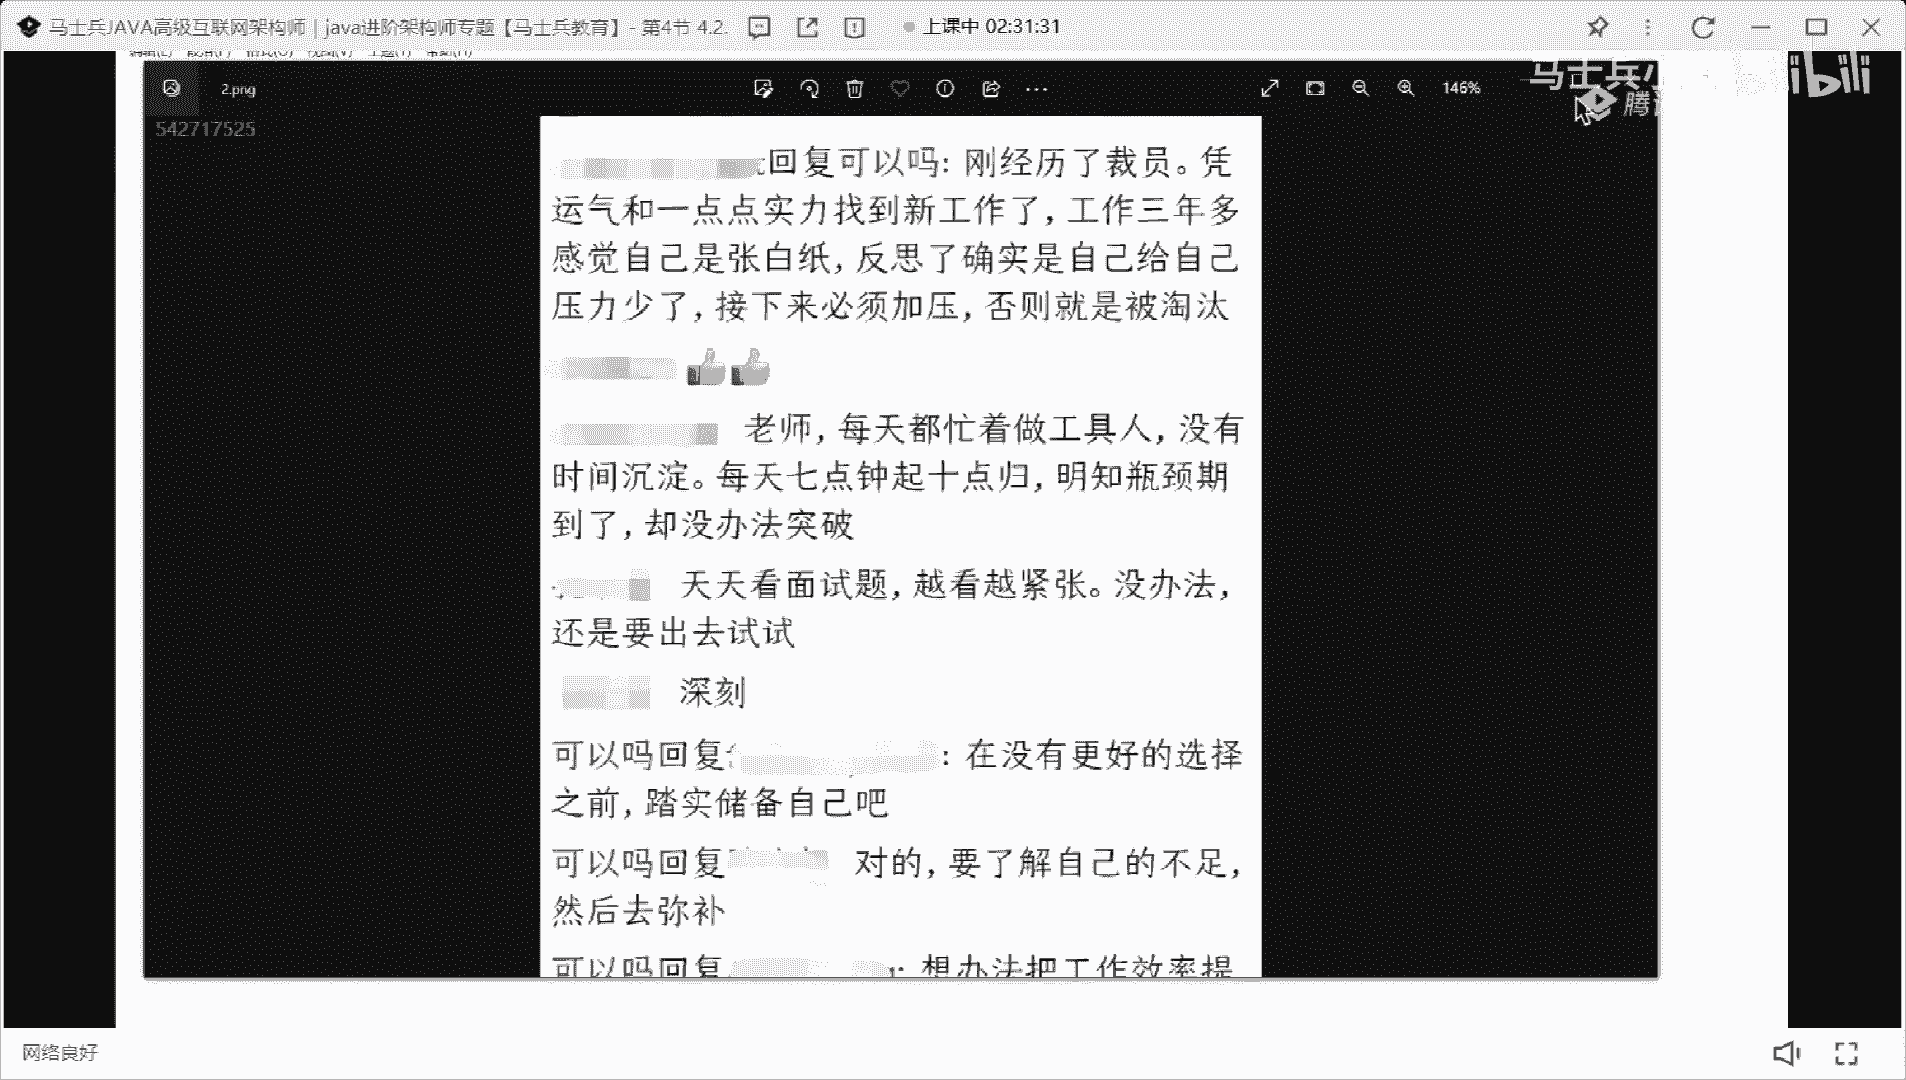 马士兵JAVA高级互联网架构师｜java进阶架构师专题【马士兵教育】- 第4节 4.2.
上课中 02:31:31
2.png
146%
马士兵
bilibili
腾
542717525
回复可以吗: 刚经历了裁员。凭
运气和一点点实力找到新工作了, 工作三年多
感觉自己是张白纸, 反思了确实是自己给自己
压力少了, 接下来必须加压, 否则就是被淘汰
老师, 每天都忙着做工具人, 没有
时间沉淀。每天七点钟起十点归, 明知瓶颈期
到了, 却没办法突破
天天看面试题, 越看越紧张。没办法,
还是要出去试试
深刻
可以吗回复 : 在没有更好的选择
之前, 踏实储备自己吧
可以吗回复 对的, 要了解自己的不足,
然后去弥补
可以吗回复 : 想办法把工作效率提
网络良好